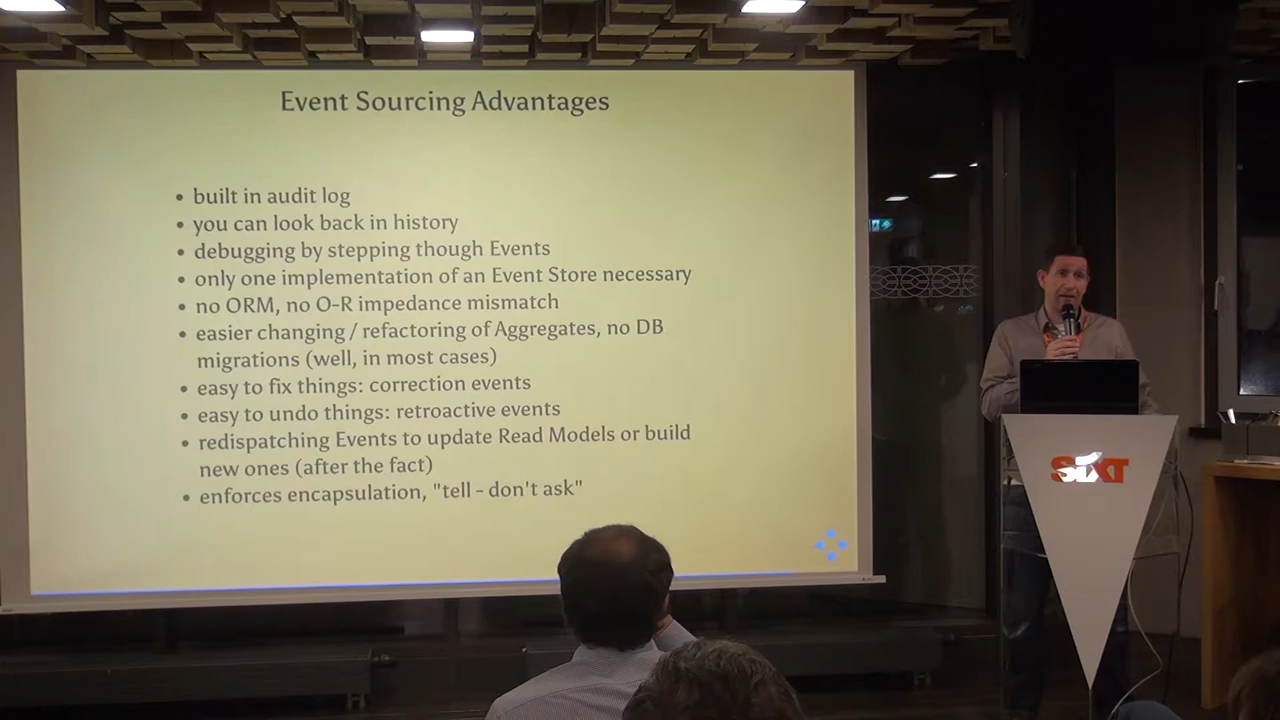 Event Sourcing Advantages
• built in audit log
• you can look back in history
• debugging by stepping though Events
• only one implementation of an Event Store necessary
• no ORM, no O-R impedance mismatch
• easier changing / refactoring of Aggregates, no DB
migrations (well, in most cases)
• easy to fix things: correction events
• easy to undo things: retroactive events
• redispatching Events to update Read Models or build
new ones (after the fact)
• enforces encapsulation, "tell - don't ask"
SIXT